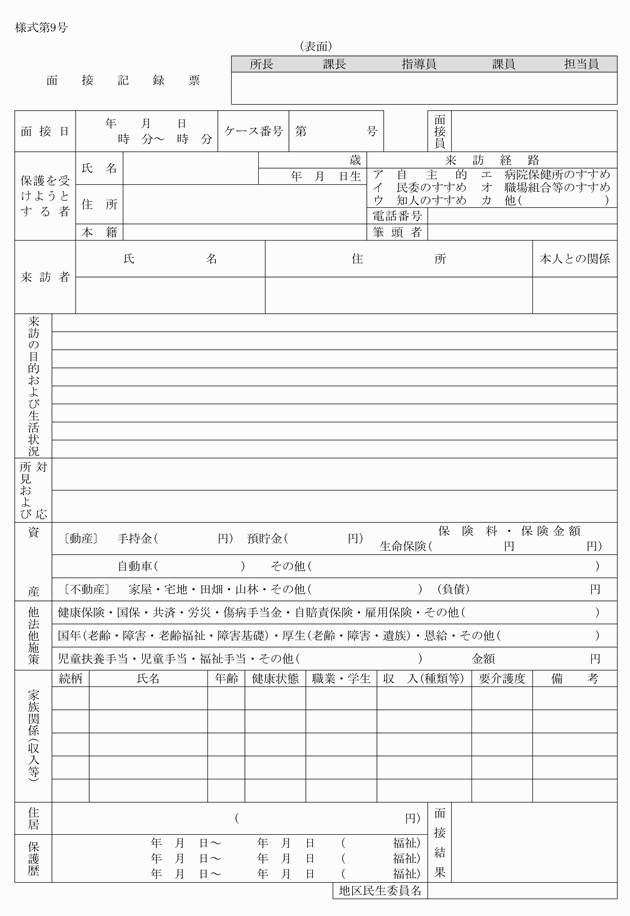 様式第9号
(表面)
所長 課長 指導員 課員 担当員
面接記録票
面接日 年 月 日 時 分〜 時 分 ケース番号 第 号 面接員
保護を受けようとする者
氏名 歳
年 月 日生
住所
本籍
来訪経路
ア 自主的 エ 病院保健所のすすめ
イ 民委のすすめ オ 職場組合等のすすめ
ウ 知人のすすめ カ 他( )
電話番号
筆頭者
来訪者 氏名 住所 本人との関係
来訪の目的および生活状況
所見および対応
資産
〔動産〕 手持金( 円) 預貯金( 円) 保険料・保険金額
生命保険( 円 円)
自動車( ) その他( )
〔不動産〕 家屋・宅地・田畑・山林・その他( ) (負債) 円
他法他施策
健康保険・国保・共済・労災・傷病手当金・自賠責保険・雇用保険・その他( )
国年(老齢・障害・老齢福祉・障害基礎)・厚生(老齢・障害・遺族)・恩給・その他( )
児童扶養手当・児童手当・福祉手当・その他( ) 金額 円
家族関係(収入等)
続柄 氏名 年齢 健康状態 職業・学生 収入(種類等) 要介護度 備考
住居 ( 円)
面接結果
保護歴
年 月 日〜 年 月 日 ( 福祉)
年 月 日〜 年 月 日 ( 福祉)
年 月 日〜 年 月 日 ( 福祉)
地区民生委員名